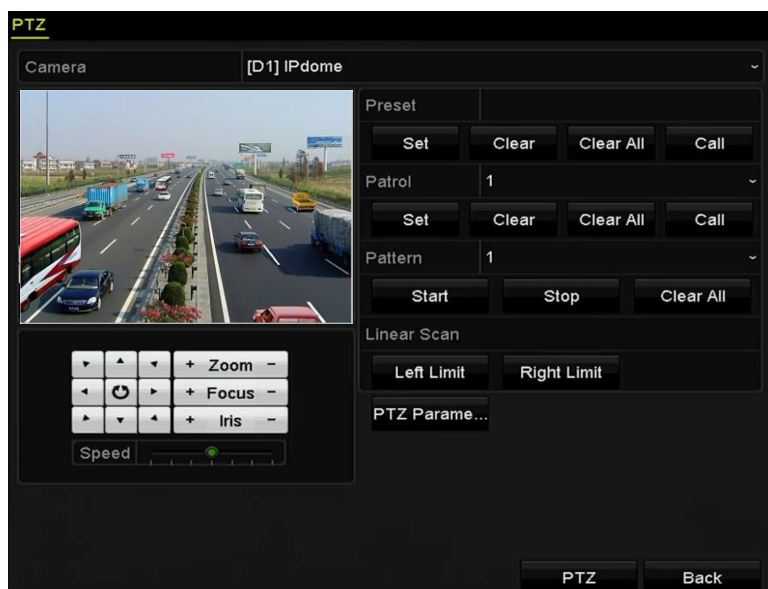 PTZ
Camera [D1] IPdome
Preset
Set Clear Clear All Call
Patrol 1
Set Clear Clear All Call
Pattern 1
Start Stop Clear All
Linear Scan
Left Limit Right Limit
PTZ Parame...
+ Zoom -
+ Focus -
+ Iris -
Speed
PTZ Back